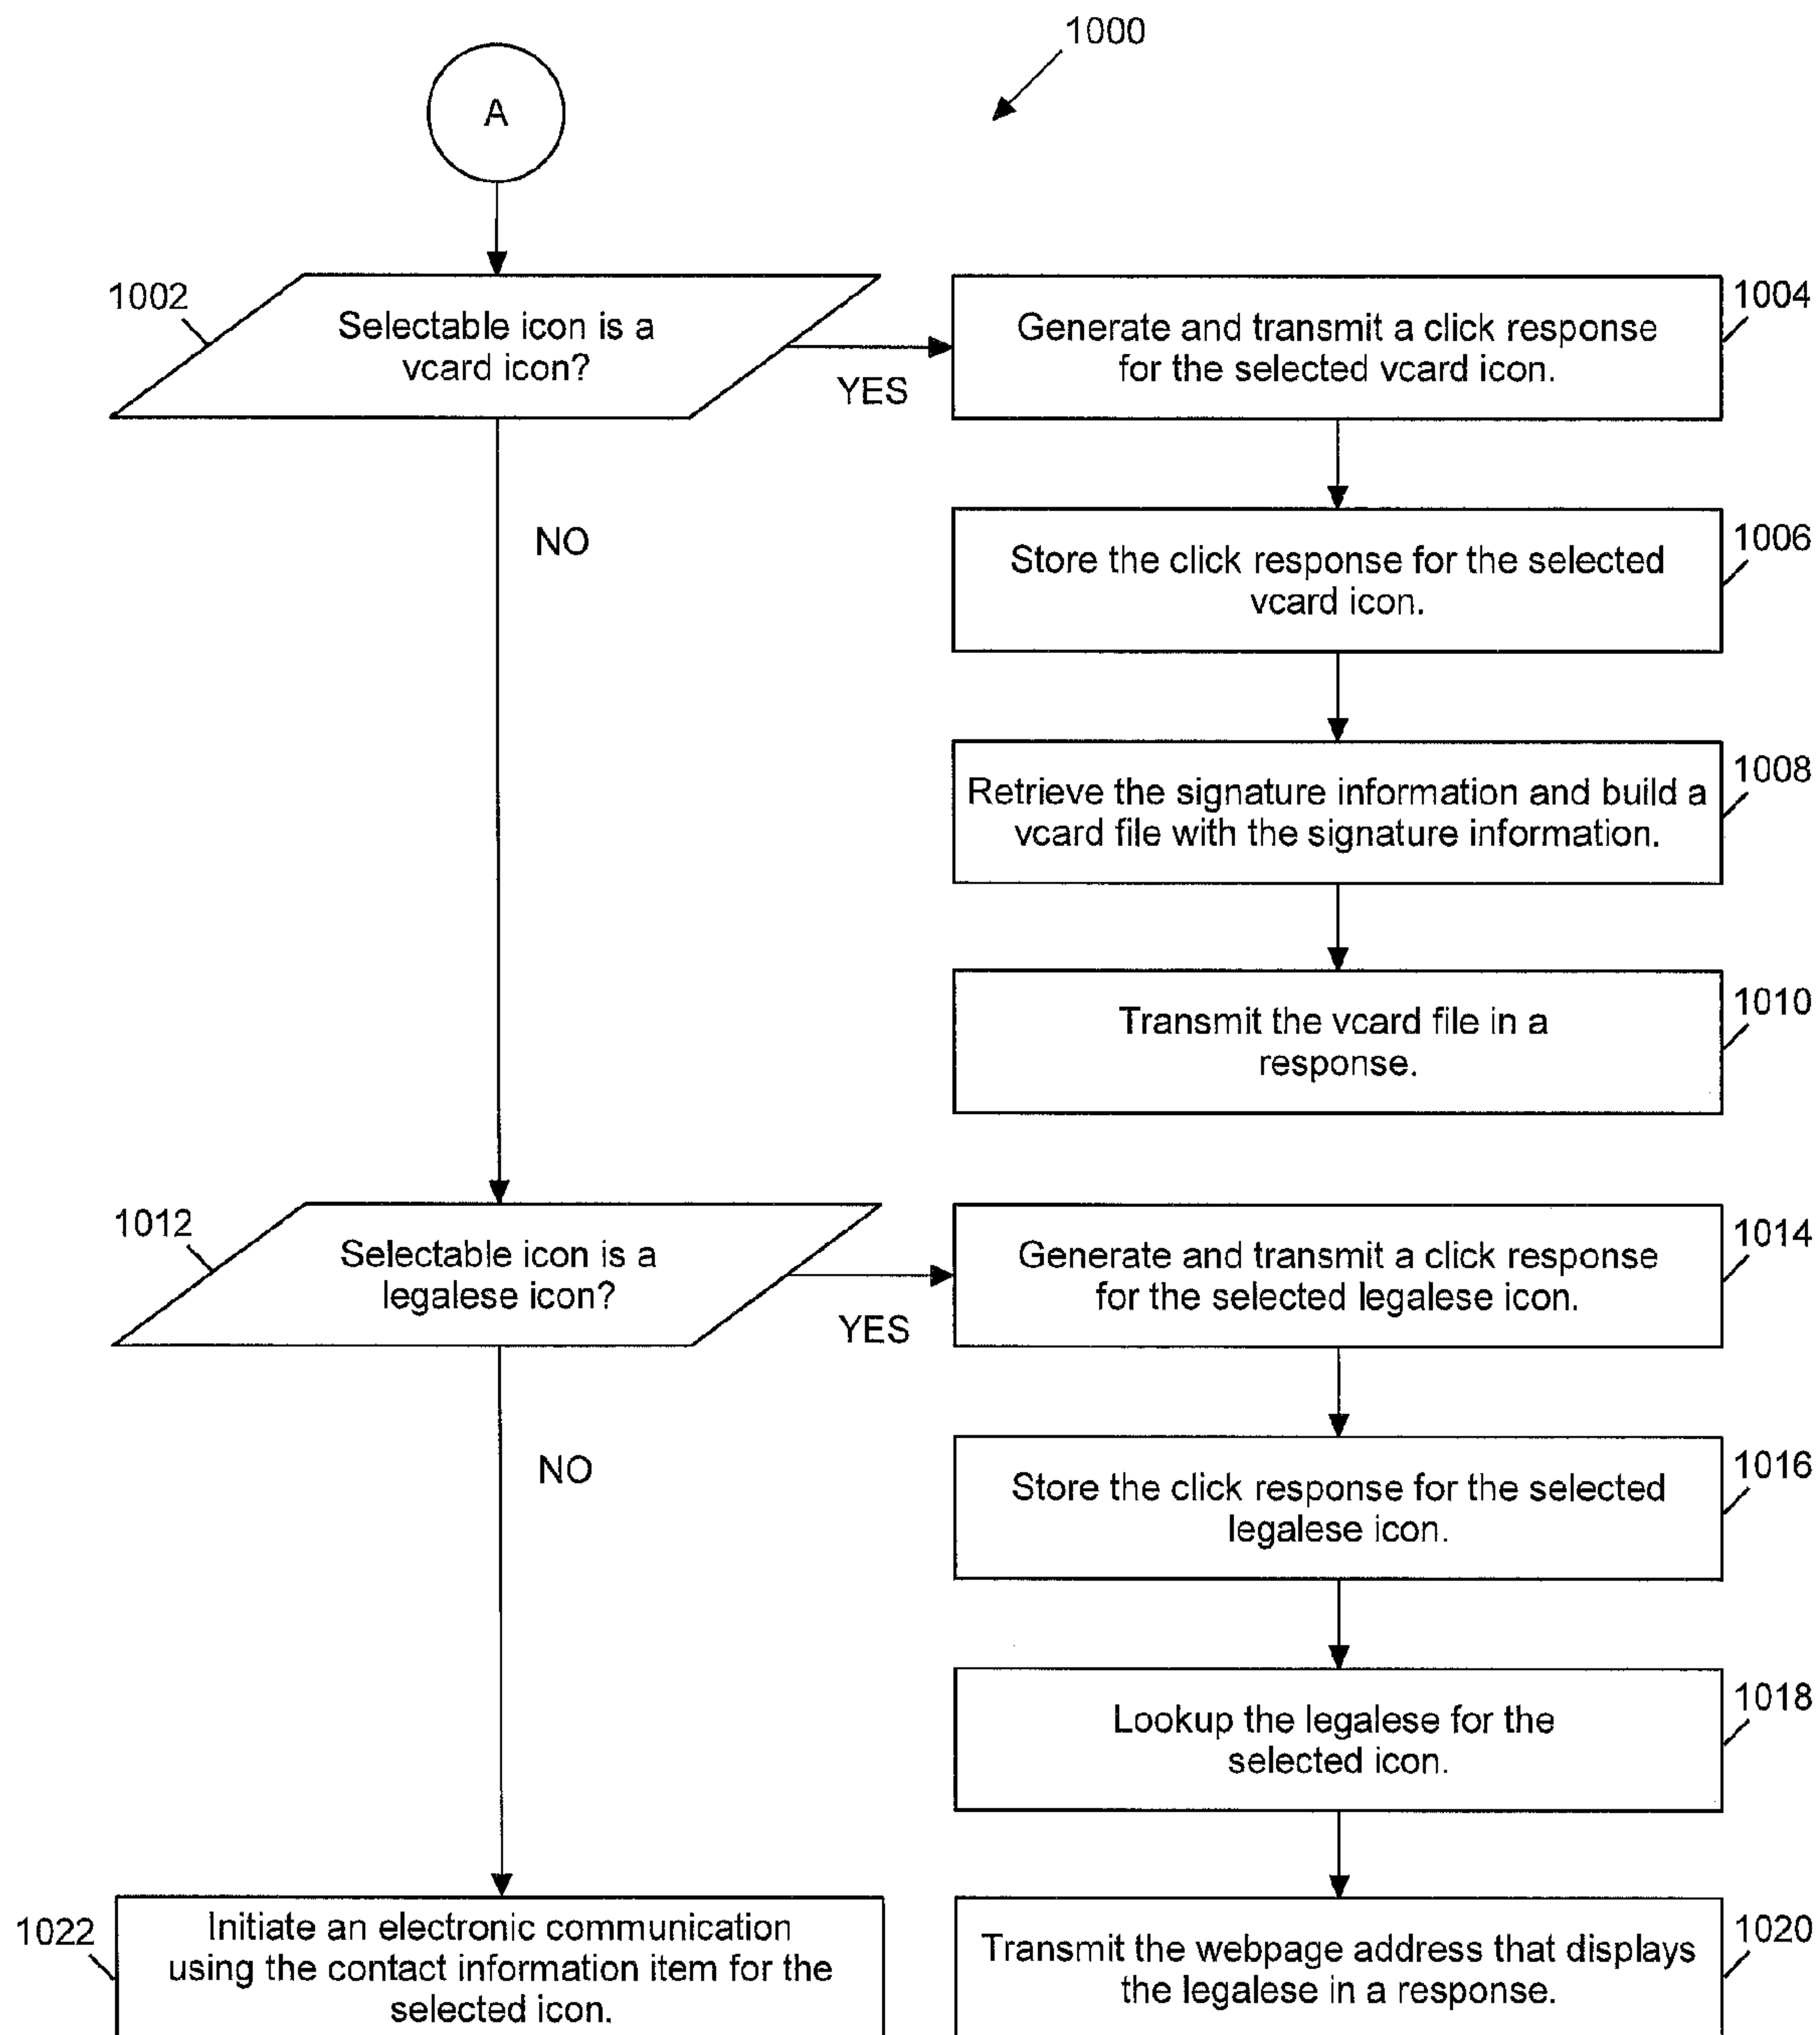 1000
A
1002
Selectable icon is a
vcard icon?
YES
1004
Generate and transmit a click response
for the selected vcard icon.
NO
1006
Store the click response for the selected
vcard icon.
1008
Retrieve the signature information and build a
vcard file with the signature information.
1010
Transmit the vcard file in a
response.
1012
Selectable icon is a
legalese icon?
YES
1014
Generate and transmit a click response
for the selected legalese icon.
NO
1016
Store the click response for the selected
legalese icon.
1018
Lookup the legalese for the
selected icon.
1022
Initiate an electronic communication
using the contact information item for the
selected icon.
1020
Transmit the webpage address that displays
the legalese in a response.